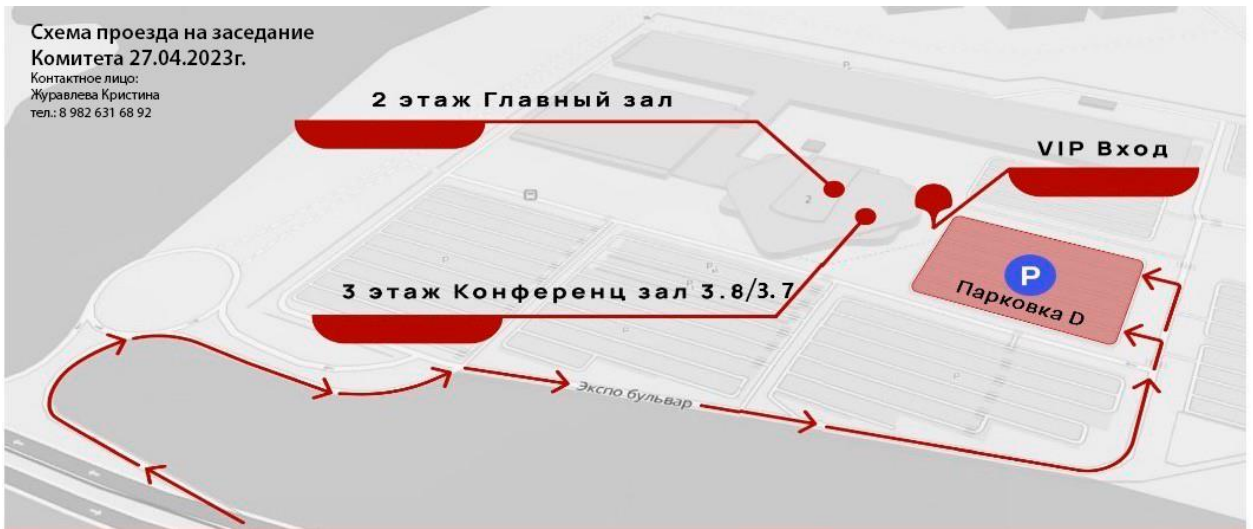 Схема проезда на заседание
Комитета 27.04.2023г.
Контактное лицо:
Журавлева Кристина
тел.: 8 982 631 68 92
2 этаж Главный зал
VIP Вход
2
3 этаж Конференц зал 3.8/3.7
P
Парковка D
Экспо бульвар